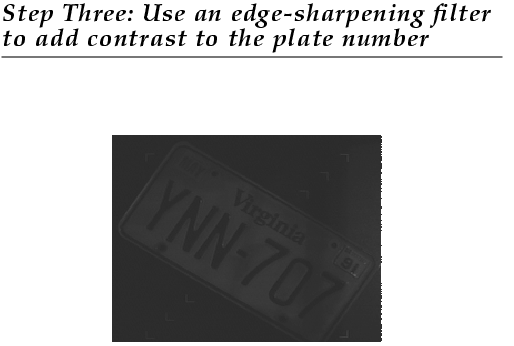 Step Three: Use an edge-sharpening filter
to add contrast to the plate number
Virginia
YNN-707
91